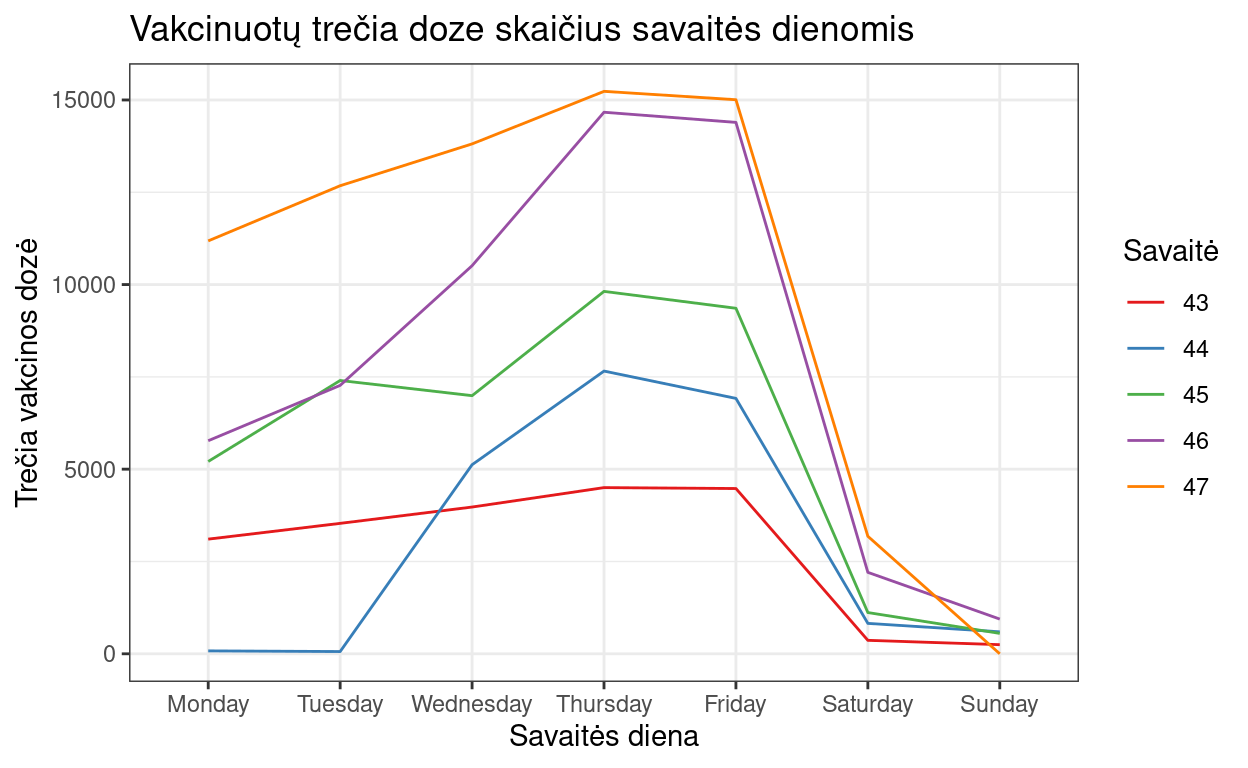 Vakcinuotų trečia doze skaičius savaitės dienomis
Trečia vakcinos dozė
15000
10000
5000
0
Monday Tuesday Wednesday Thursday Friday Saturday Sunday
Savaitės diena
Savaitė
43
44
45
46
47